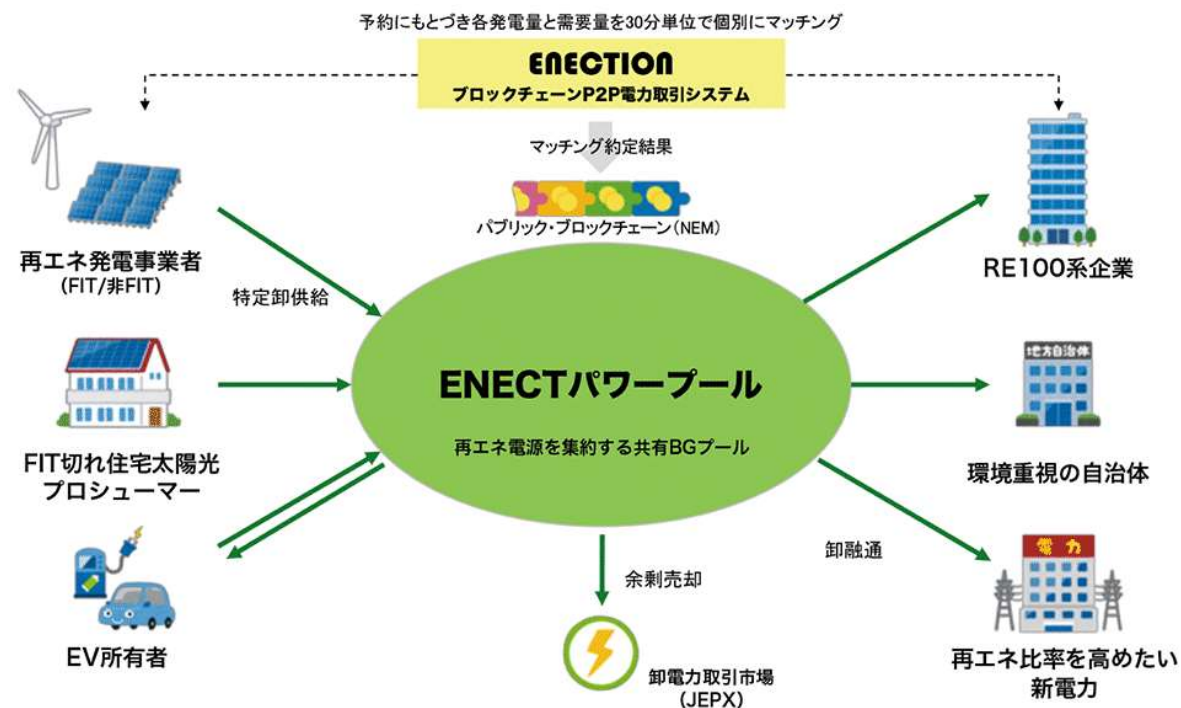 予約にもとづき各発電量と需要量を30分単位で個別にマッチング
ENECTION
ブロックチェーンP2P電力取引システム
マッチング約定結果
パブリック・ブロックチェーン(NEM)
再エネ発電事業者
(FIT/非FIT)
特定卸供給
RE100系企業
ENECTパワープール
再エネ電源を集約する共有BGプール
FIT切れ住宅太陽光
プロシューマー
地方自治体
環境重視の自治体
EV所有者
余剰売却
卸融通
電力
卸電力取引市場
(JEPX)
再エネ比率を高めたい
新電力